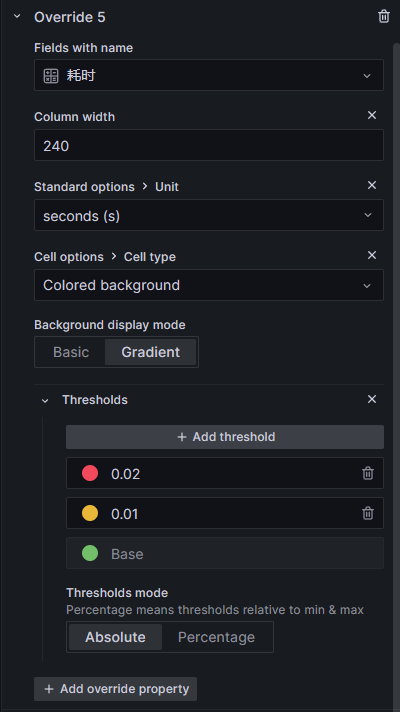 Override 5
Fields with name
耗时
Column width
240
Standard options > Unit
seconds (s)
Cell options > Cell type
Colored background
Background display mode
Basic Gradient
Thresholds
+ Add threshold
0.02
0.01
Base
Thresholds mode
Percentage means thresholds relative to min & max
Absolute Percentage
+ Add override property